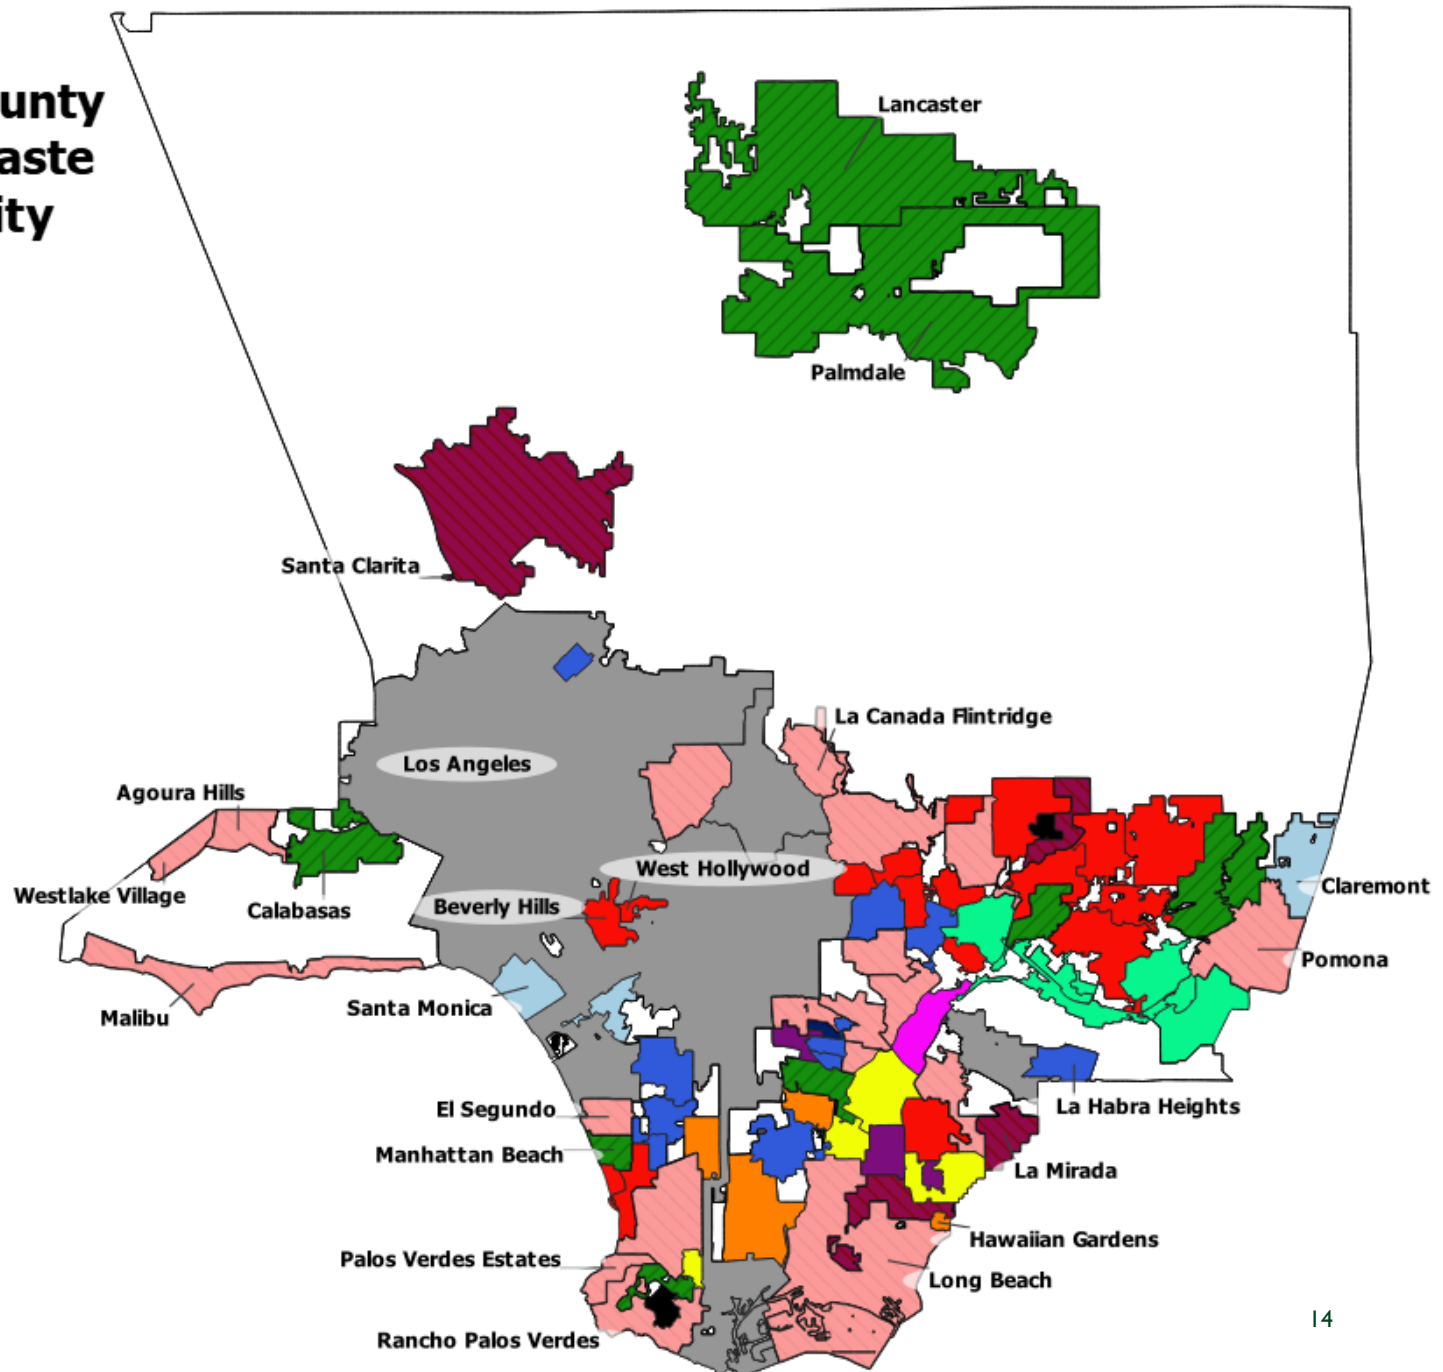 unty
aste
ity
Lancaster
Palmdale
Santa Clarita
La Canada Flintridge
Los Angeles
Agoura Hills
West Hollywood
Westlake Village
Calabasas
Beverly Hills
Claremont
Pomona
Malibu
Santa Monica
El Segundo
La Habra Heights
Manhattan Beach
La Mirada
Hawaiian Gardens
Palos Verdes Estates
Long Beach
Rancho Palos Verdes
14